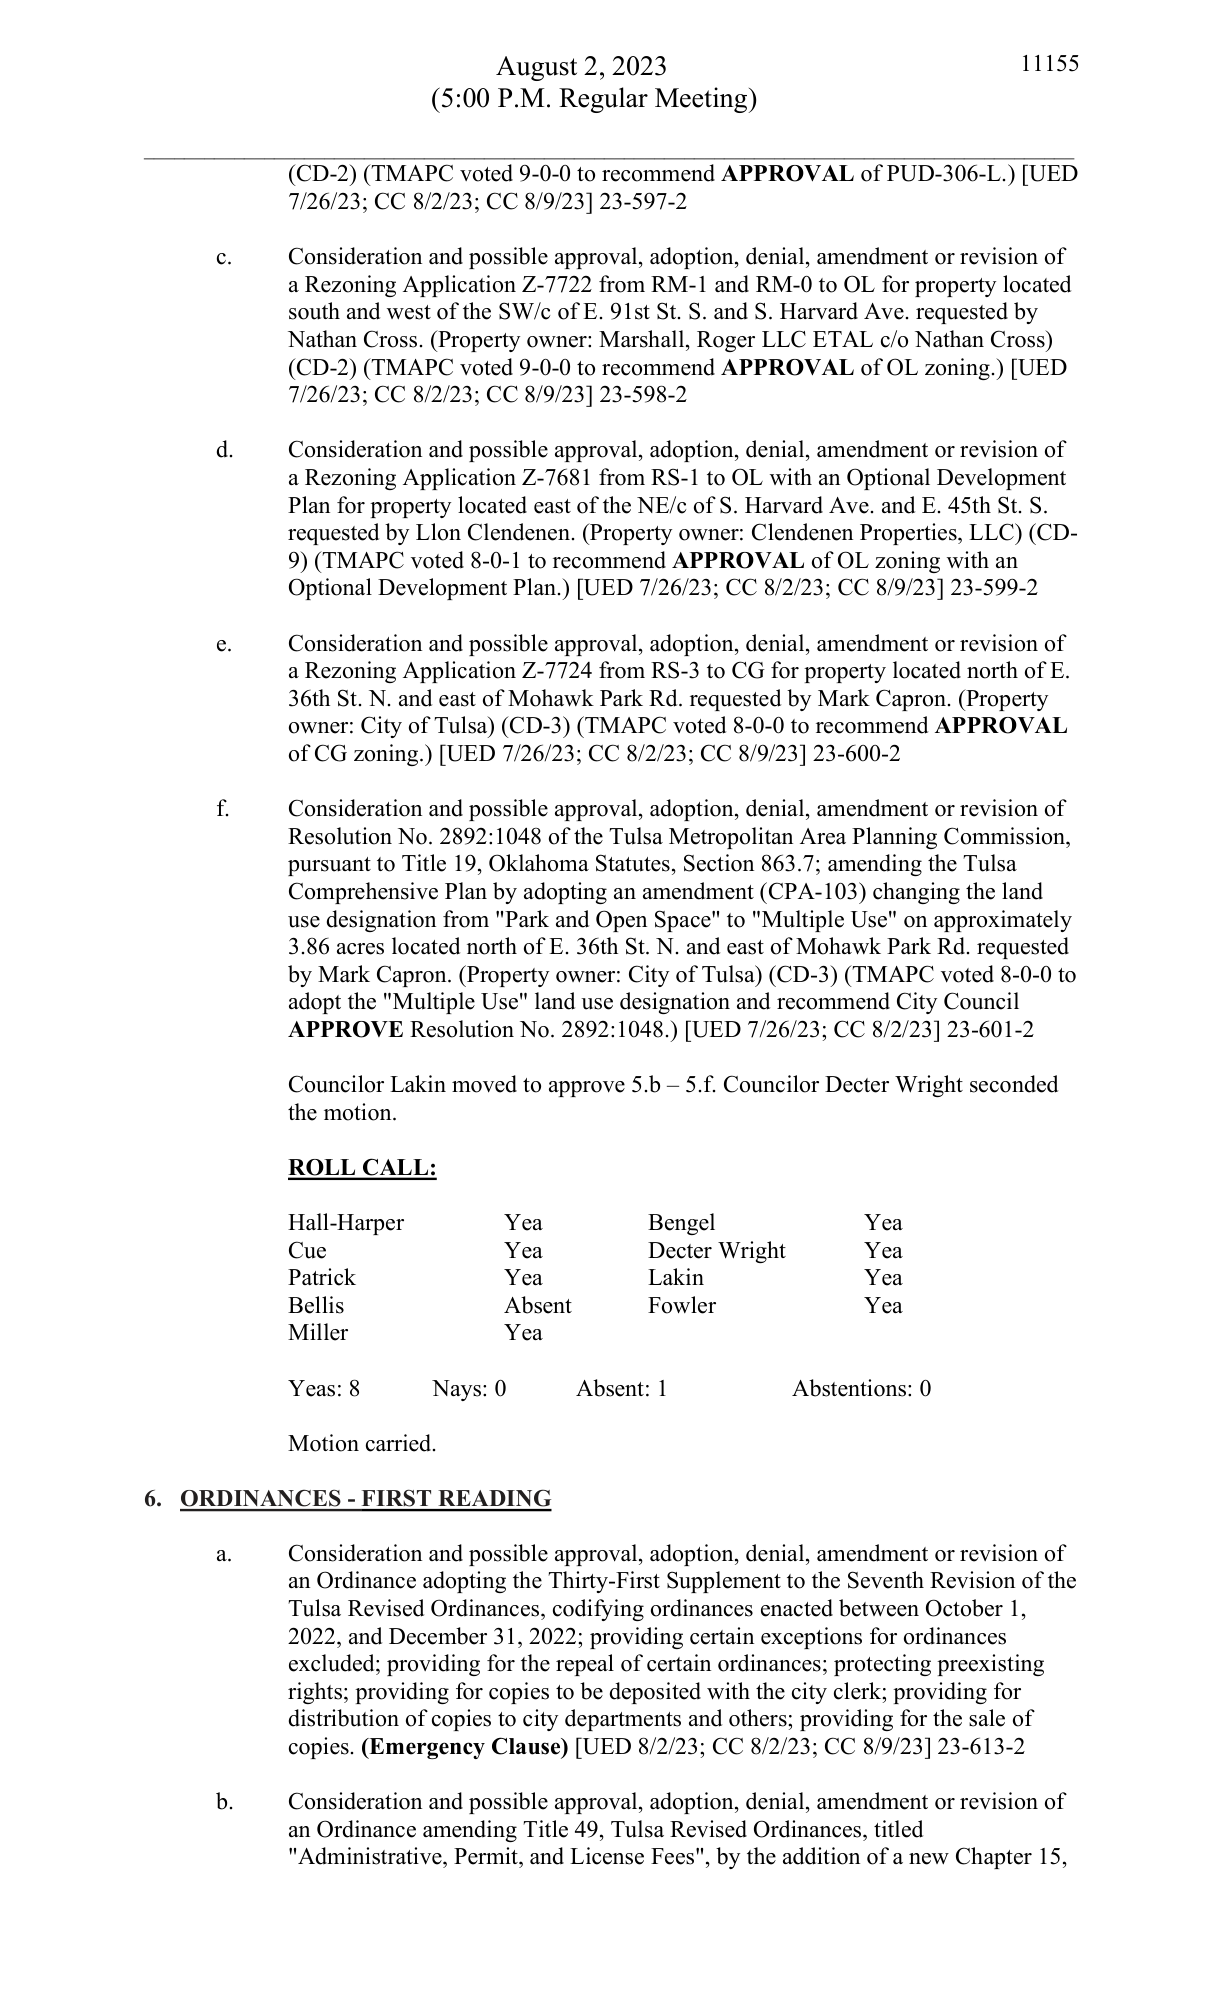 August 2, 2023
11155
(5:00 P.M. Regular Meeting)
(CD-2) (TMAPC voted 9-0-0 to recommend APPROVAL of PUD-306-L.) [UED
7/26/23; CC 8/2/23; CC 8/9/23] 23-597-2
c. Consideration and possible approval, adoption, denial, amendment or revision of
a Rezoning Application Z-7722 from RM-1 and RM-0 to OL for property located
south and west of the SW/c of E. 91st St. S. and S. Harvard Ave. requested by
Nathan Cross. (Property owner: Marshall, Roger LLC ETAL c/o Nathan Cross)
(CD-2) (TMAPC voted 9-0-0 to recommend APPROVAL of OL zoning.) [UED
7/26/23; CC 8/2/23; CC 8/9/23] 23-598-2
d. Consideration and possible approval, adoption, denial, amendment or revision of
a Rezoning Application Z-7681 from RS-1 to OL with an Optional Development
Plan for property located east of the NE/c of S. Harvard Ave. and E. 45th St. S.
requested by Llon Clendenen. (Property owner: Clendenen Properties, LLC) (CD-
9) (TMAPC voted 8-0-1 to recommend APPROVAL of OL zoning with an
Optional Development Plan.) [UED 7/26/23; CC 8/2/23; CC 8/9/23] 23-599-2
e. Consideration and possible approval, adoption, denial, amendment or revision of
a Rezoning Application Z-7724 from RS-3 to CG for property located north of E.
36th St. N. and east of Mohawk Park Rd. requested by Mark Capron. (Property
owner: City of Tulsa) (CD-3) (TMAPC voted 8-0-0 to recommend APPROVAL
of CG zoning.) [UED 7/26/23; CC 8/2/23; CC 8/9/23] 23-600-2
f. Consideration and possible approval, adoption, denial, amendment or revision of
Resolution No. 2892:1048 of the Tulsa Metropolitan Area Planning Commission,
pursuant to Title 19, Oklahoma Statutes, Section 863.7; amending the Tulsa
Comprehensive Plan by adopting an amendment (CPA-103) changing the land
use designation from "Park and Open Space" to "Multiple Use" on approximately
3.86 acres located north of E. 36th St. N. and east of Mohawk Park Rd. requested
by Mark Capron. (Property owner: City of Tulsa) (CD-3) (TMAPC voted 8-0-0 to
adopt the "Multiple Use" land use designation and recommend City Council
APPROVE Resolution No. 2892:1048.) [UED 7/26/23; CC 8/2/23] 23-601-2
Councilor Lakin moved to approve 5.b – 5.f. Councilor Decter Wright seconded
the motion.
ROLL CALL:
Hall-Harper Yea Bengel Yea
Cue Yea Decter Wright Yea
Patrick Yea Lakin Yea
Bellis Absent Fowler Yea
Miller Yea
Yeas: 8 Nays: 0 Absent: 1 Abstentions: 0
Motion carried.
6. ORDINANCES - FIRST READING
a. Consideration and possible approval, adoption, denial, amendment or revision of
an Ordinance adopting the Thirty-First Supplement to the Seventh Revision of the
Tulsa Revised Ordinances, codifying ordinances enacted between October 1,
2022, and December 31, 2022; providing certain exceptions for ordinances
excluded; providing for the repeal of certain ordinances; protecting preexisting
rights; providing for copies to be deposited with the city clerk; providing for
distribution of copies to city departments and others; providing for the sale of
copies. (Emergency Clause) [UED 8/2/23; CC 8/2/23; CC 8/9/23] 23-613-2
b. Consideration and possible approval, adoption, denial, amendment or revision of
an Ordinance amending Title 49, Tulsa Revised Ordinances, titled
"Administrative, Permit, and License Fees", by the addition of a new Chapter 15,